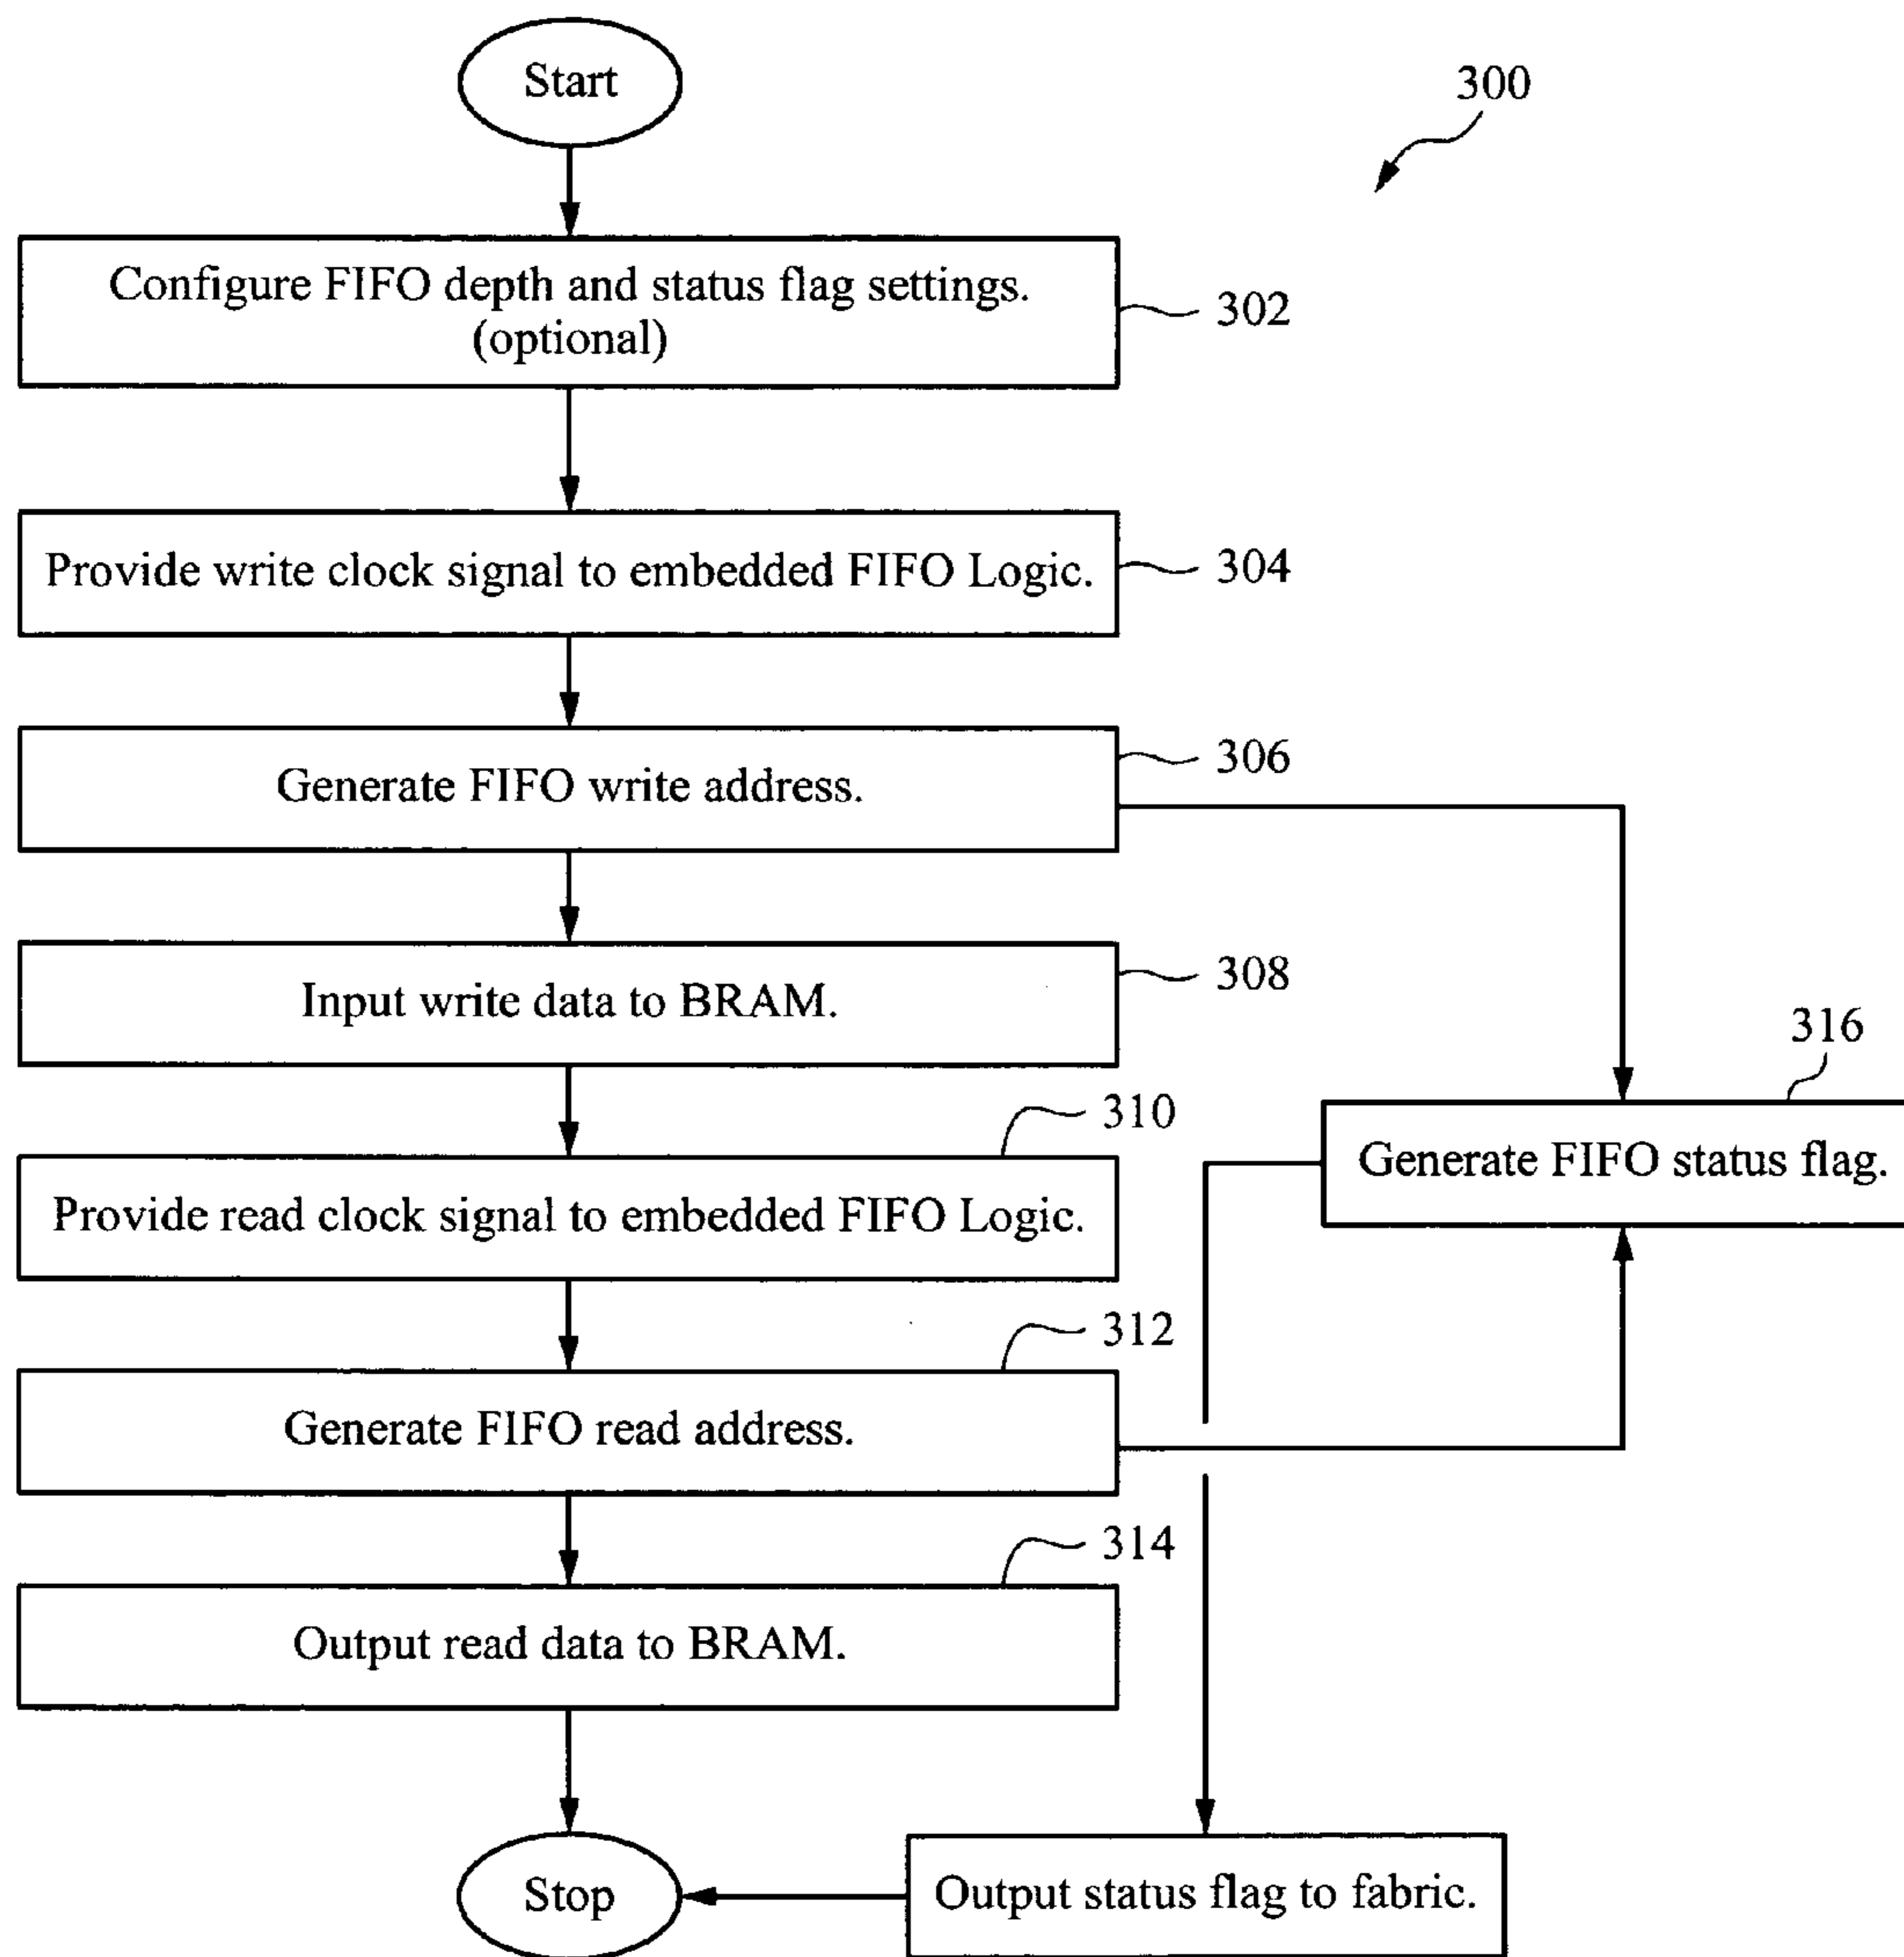 Start
300
Configure FIFO depth and status flag settings.
(optional)
302
Provide write clock signal to embedded FIFO Logic.
304
Generate FIFO write address.
306
Input write data to BRAM.
308
316
Generate FIFO status flag.
310
Provide read clock signal to embedded FIFO Logic.
312
Generate FIFO read address.
314
Output read data to BRAM.
Stop
Output status flag to fabric.